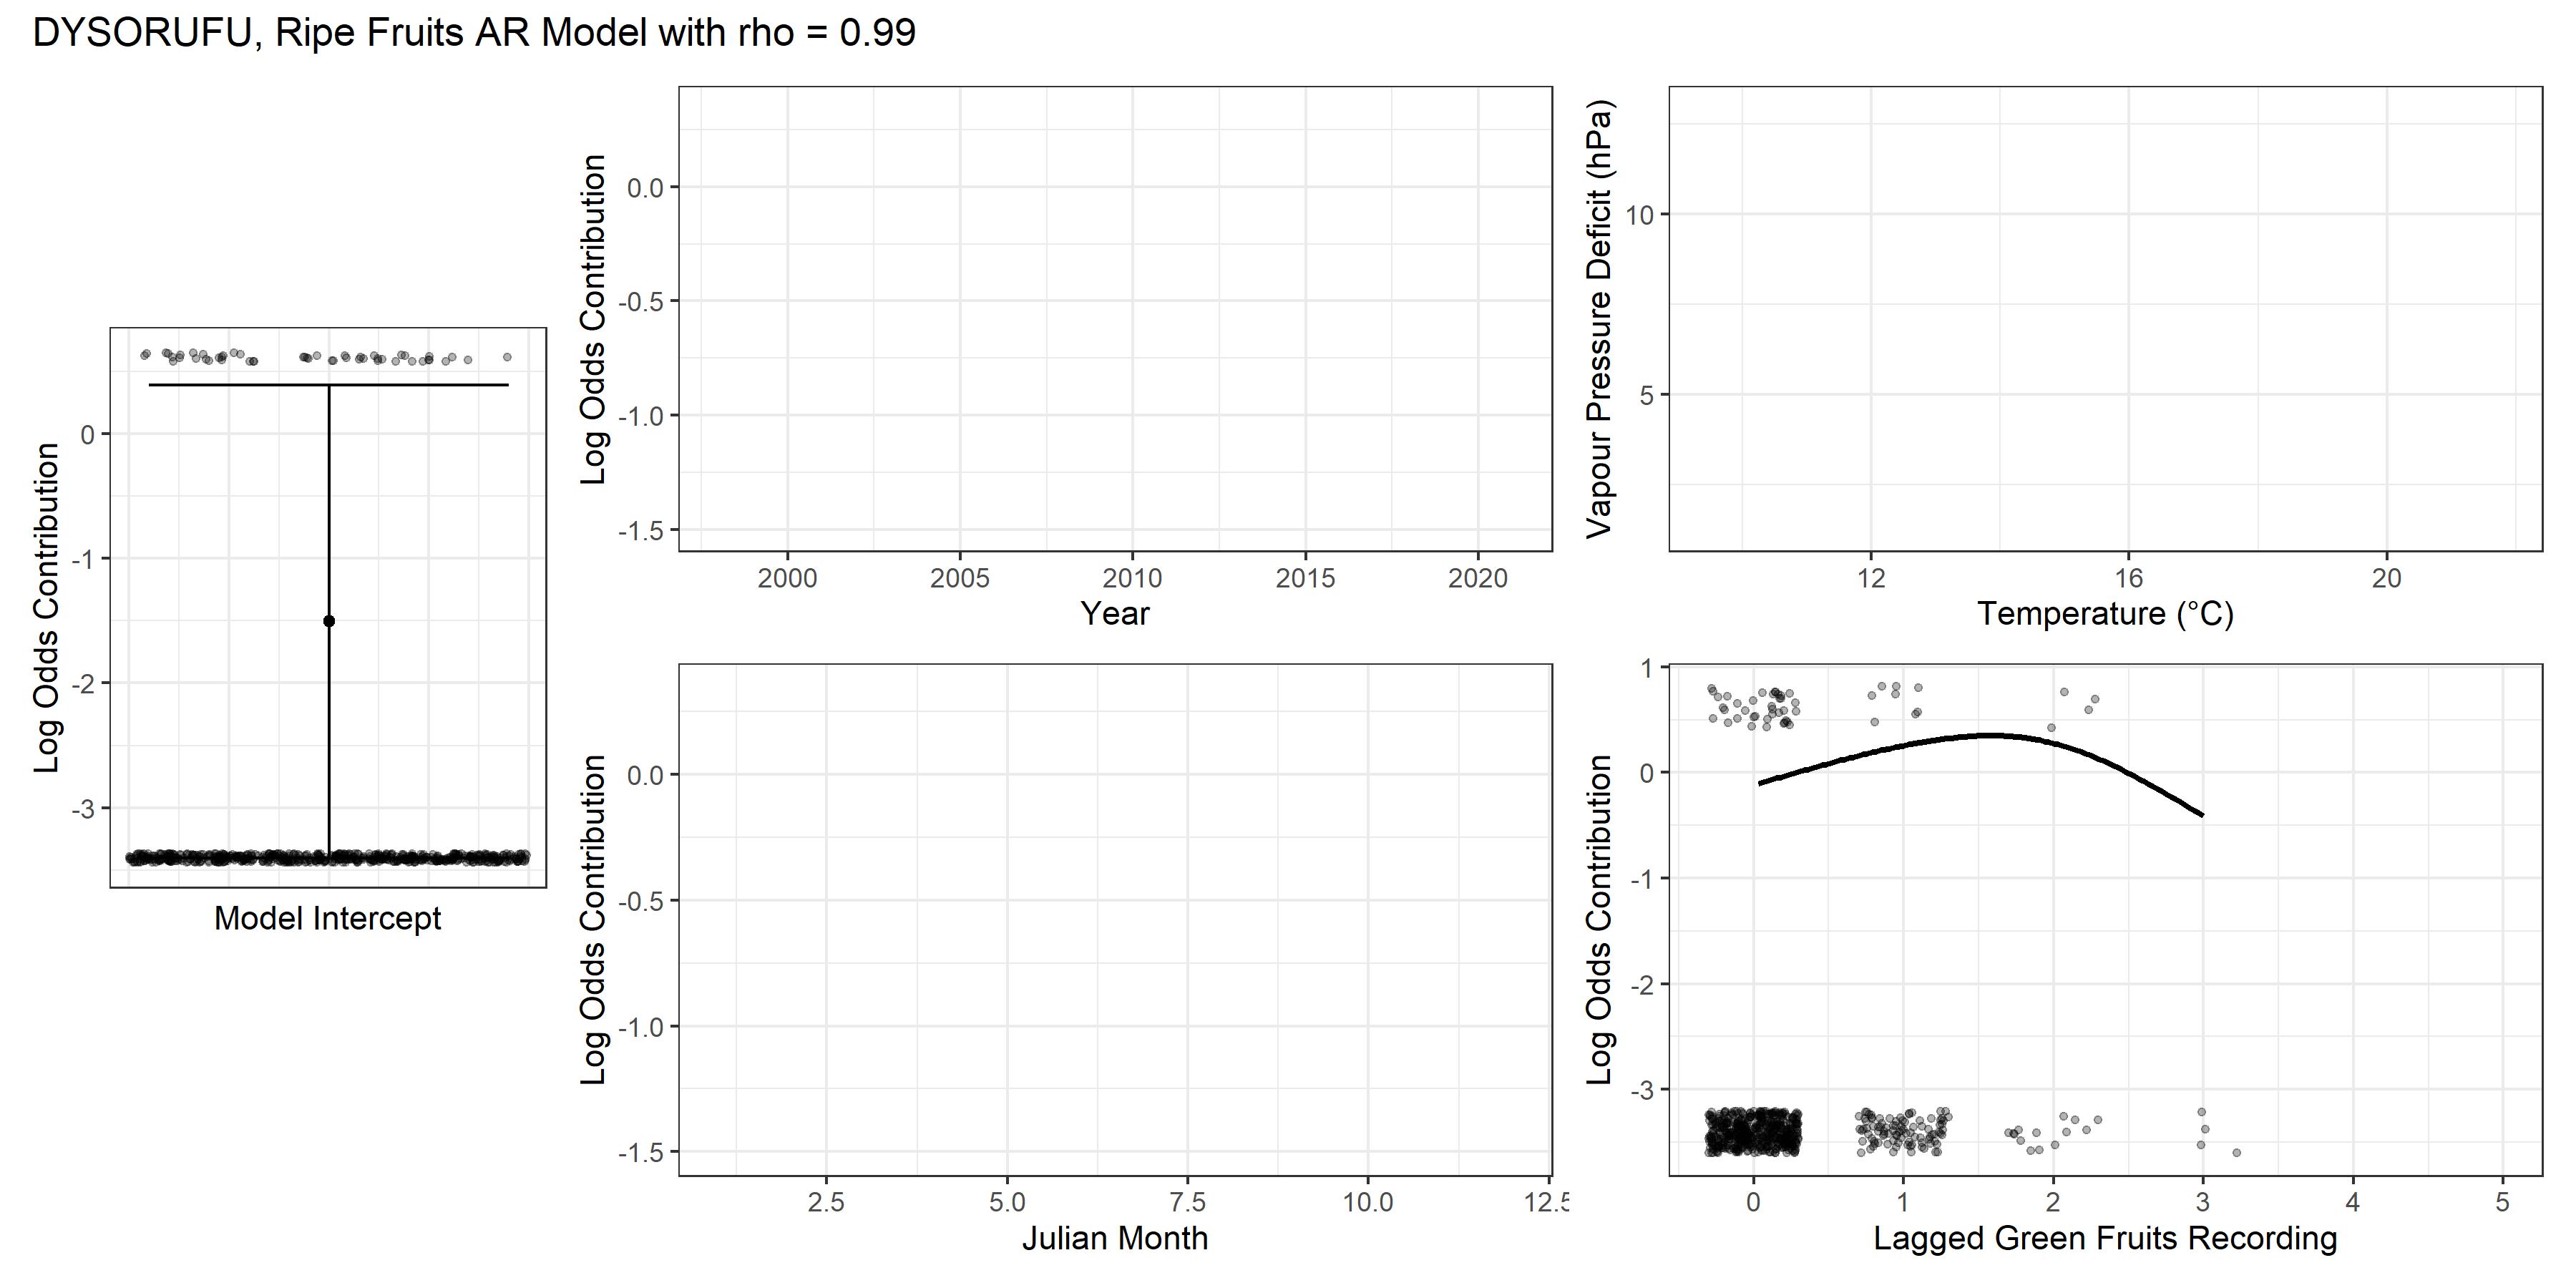 DYSORUFU, Ripe Fruits AR Model with rho = 0.99
Log Odds Contribution
0
-1
-2
-3
Model Intercept
Log Odds Contribution
0.0
-0.5
-1.0
-1.5
2000 2005 2010 2015 2020
Year
Vapour Pressure Deficit (hPa)
10
5
12 16 20
Temperature (°C)
Log Odds Contribution
0.0
-0.5
-1.0
-1.5
2.5 5.0 7.5 10.0 12.5
Julian Month
Log Odds Contribution
1
0
-1
-2
-3
0 1 2 3 4 5
Lagged Green Fruits Recording